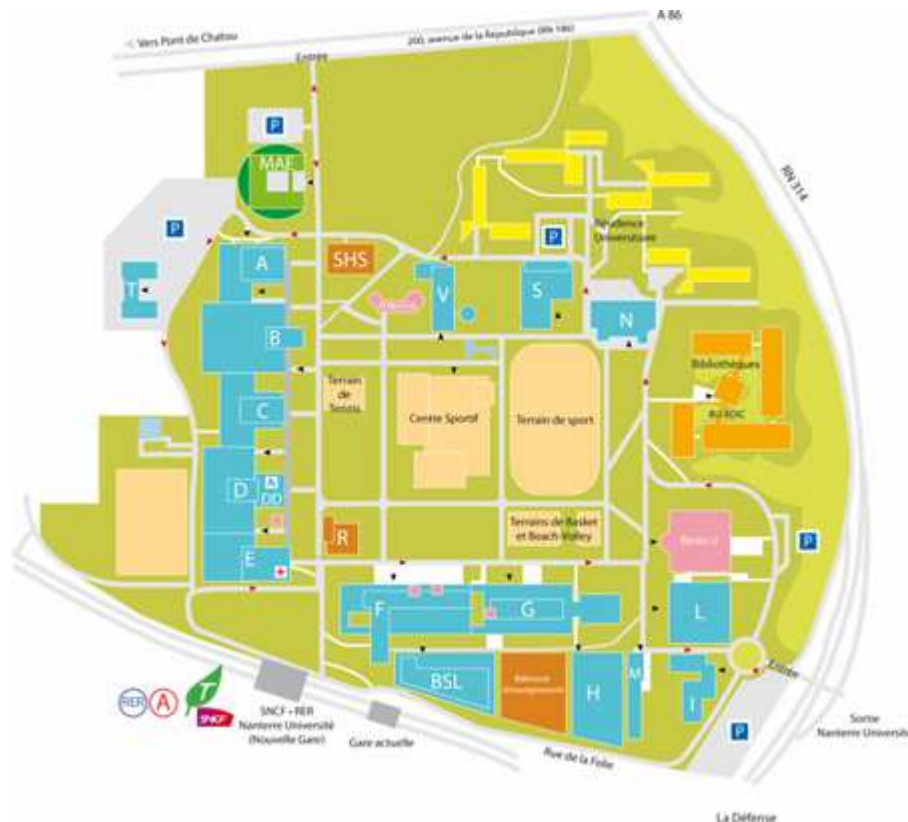 A 86
Vers Pont de Chatou
200, avenue de la République (RN 186)
Entrée
P
MAE
RN 314
P
P
Résidence
Universitaire
A
SHS
T
V
S
N
B
Bibliothèques
Terrain
de
Tennis
Centre Sportif
Terrain de sport
BU-BDIC
C
D
A
DD
Terrains de Basket
et Beach-Volley
R
P
E
F
G
L
Entrée
BSL
Bâtiment
H
M
I
RER
A
T
SNCF
SNCF - RER
Nanterre Université
(Nouvelle Gare)
Gare actuelle
P
Sortie
Nanterre Université
Rue de la Folie
La Défense